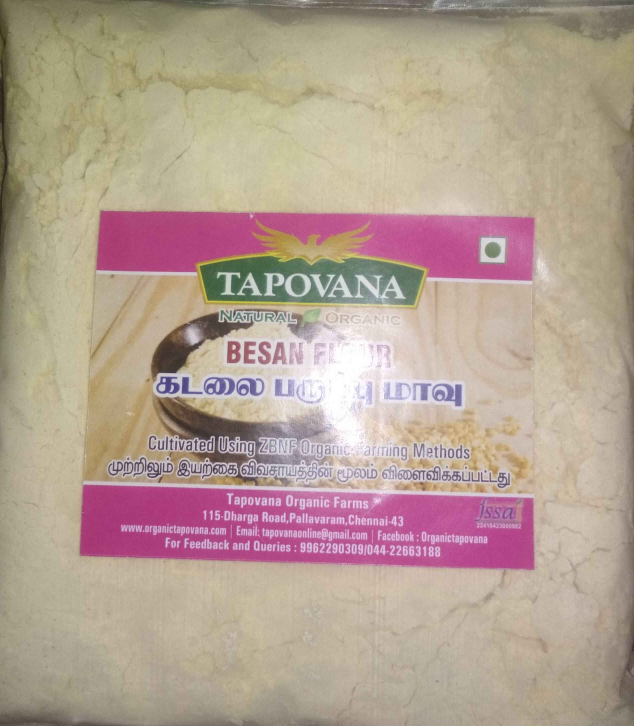 TAPOVANA
NATURAL ORGANIC
BESAN FLOUR
கடலை பருப்பு மாவு
Cultivated Using ZBNF Organic Farming Methods
முற்றிலும் இயற்கை விவசாயத்தின் மூலம் விளைவிக்கப்பட்டது
Tapovana Organic Farms
115-Dharga Road,Pallavaram,Chennai-43
www.organictapovana.com | Email: tapovanaonline@gmail.com | Facebook : Organictapovana
For Feedback and Queries : 9962290309/044-22663188
fssai